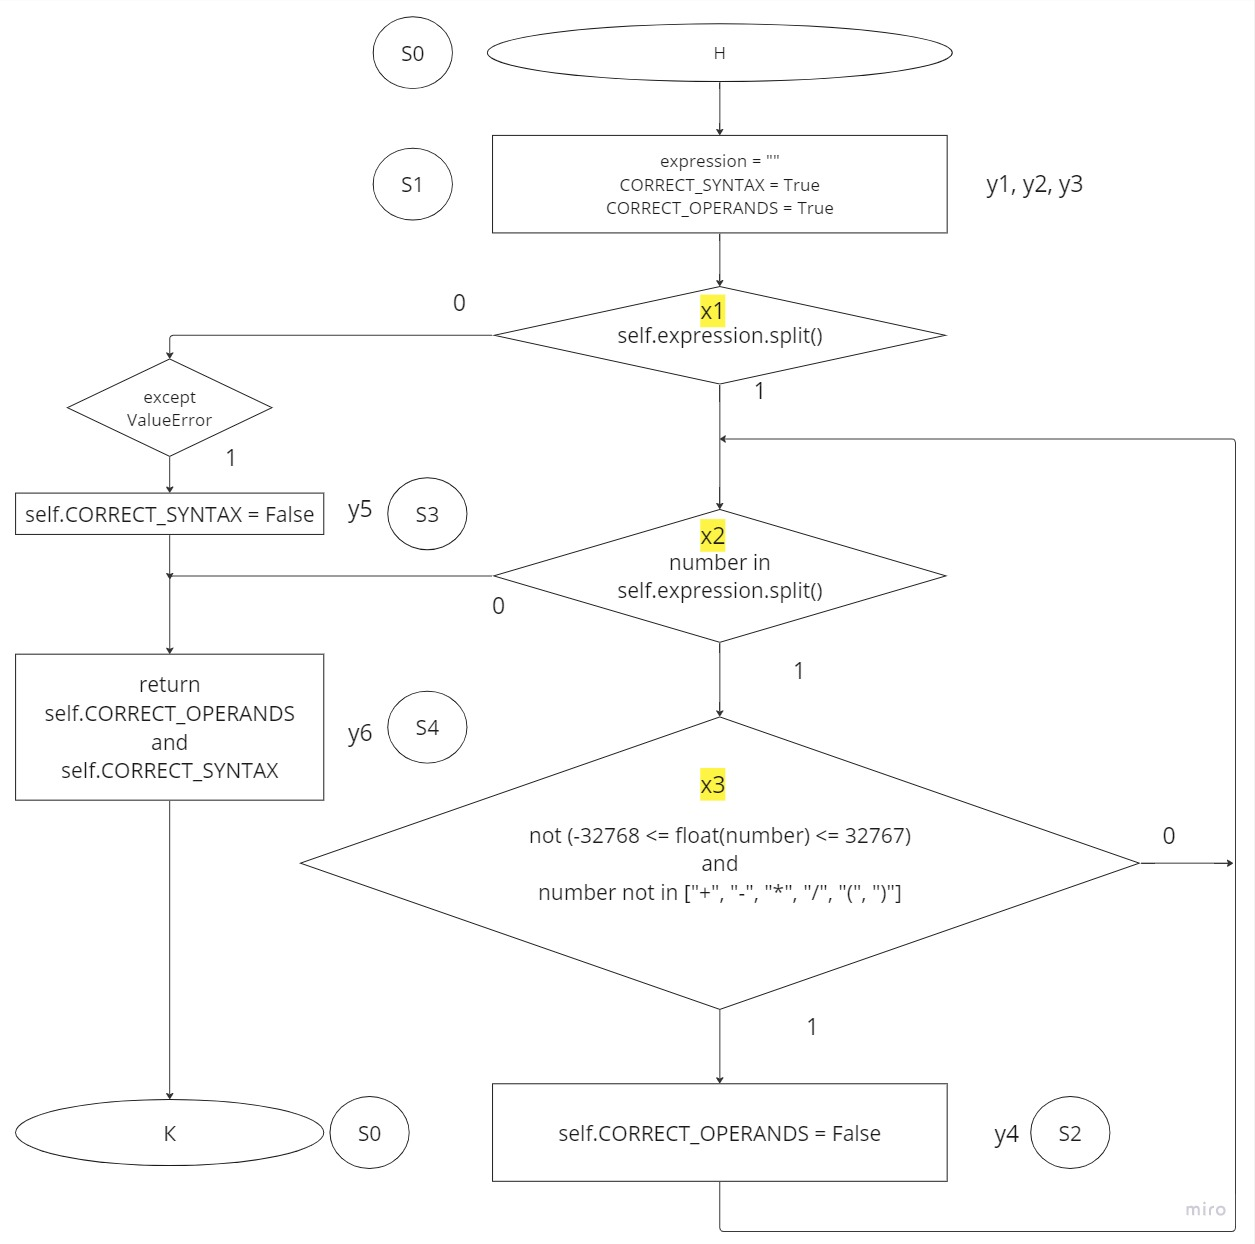 S0
H
S1
expression = ""
CORRECT_SYNTAX = True
CORRECT_OPERANDS = True
y1, y2, y3
0
x1
self.expression.split()
1
except
ValueError
1
self.CORRECT_SYNTAX = False
y5
S3
x2
number in
self.expression.split()
0
1
return
self.CORRECT_OPERANDS
and
self.CORRECT_SYNTAX
y6
S4
x3
not (-32768 <= float(number) <= 32767)
and
number not in ["+", "-", "*", "/", "(", ")"]
0
1
K
S0
self.CORRECT_OPERANDS = False
y4
S2
miro